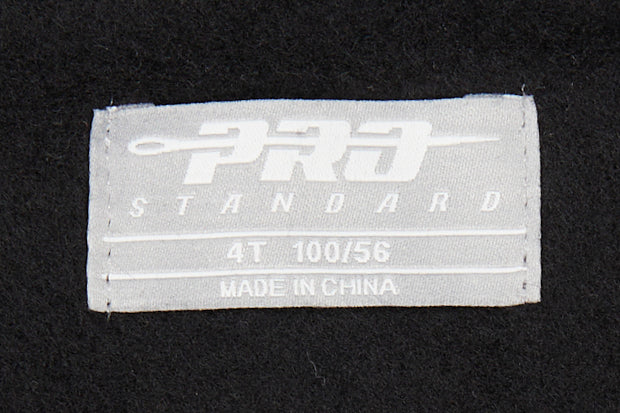 PRO
STANDARD
4T 100/56
MADE IN CHINA